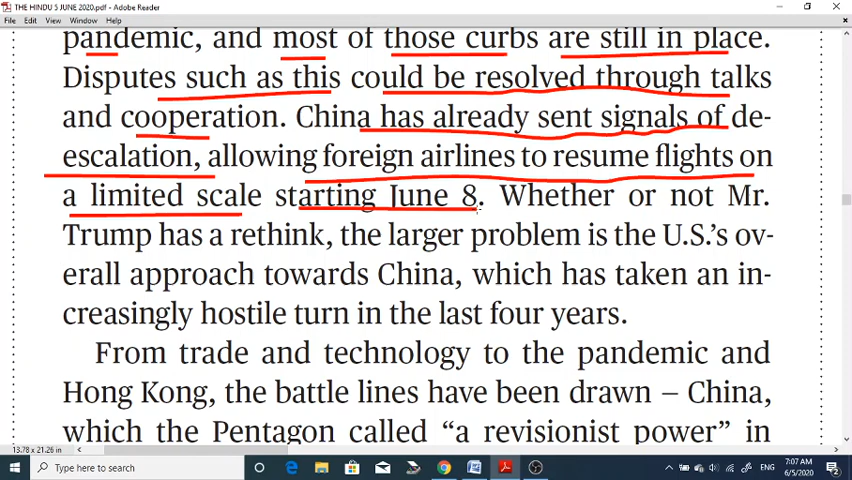 THE HINDU 5 JUNE 2020.pdf - Adobe Reader
File Edit View Window Help
pandemic, and most of those curbs are still in place.
Disputes such as this could be resolved through talks
and cooperation. China has already sent signals of de-
escalation, allowing foreign airlines to resume flights on
a limited scale starting June 8. Whether or not Mr.
Trump has a rethink, the larger problem is the U.S.'s ov-
erall approach towards China, which has taken an in-
creasingly hostile turn in the last four years.
From trade and technology to the pandemic and
Hong Kong, the battle lines have been drawn – China,
which the Pentagon called “a revisionist power” in
13.78 x 21.26 in
Type here to search
ENG
7:07 AM
6/5/2020
2